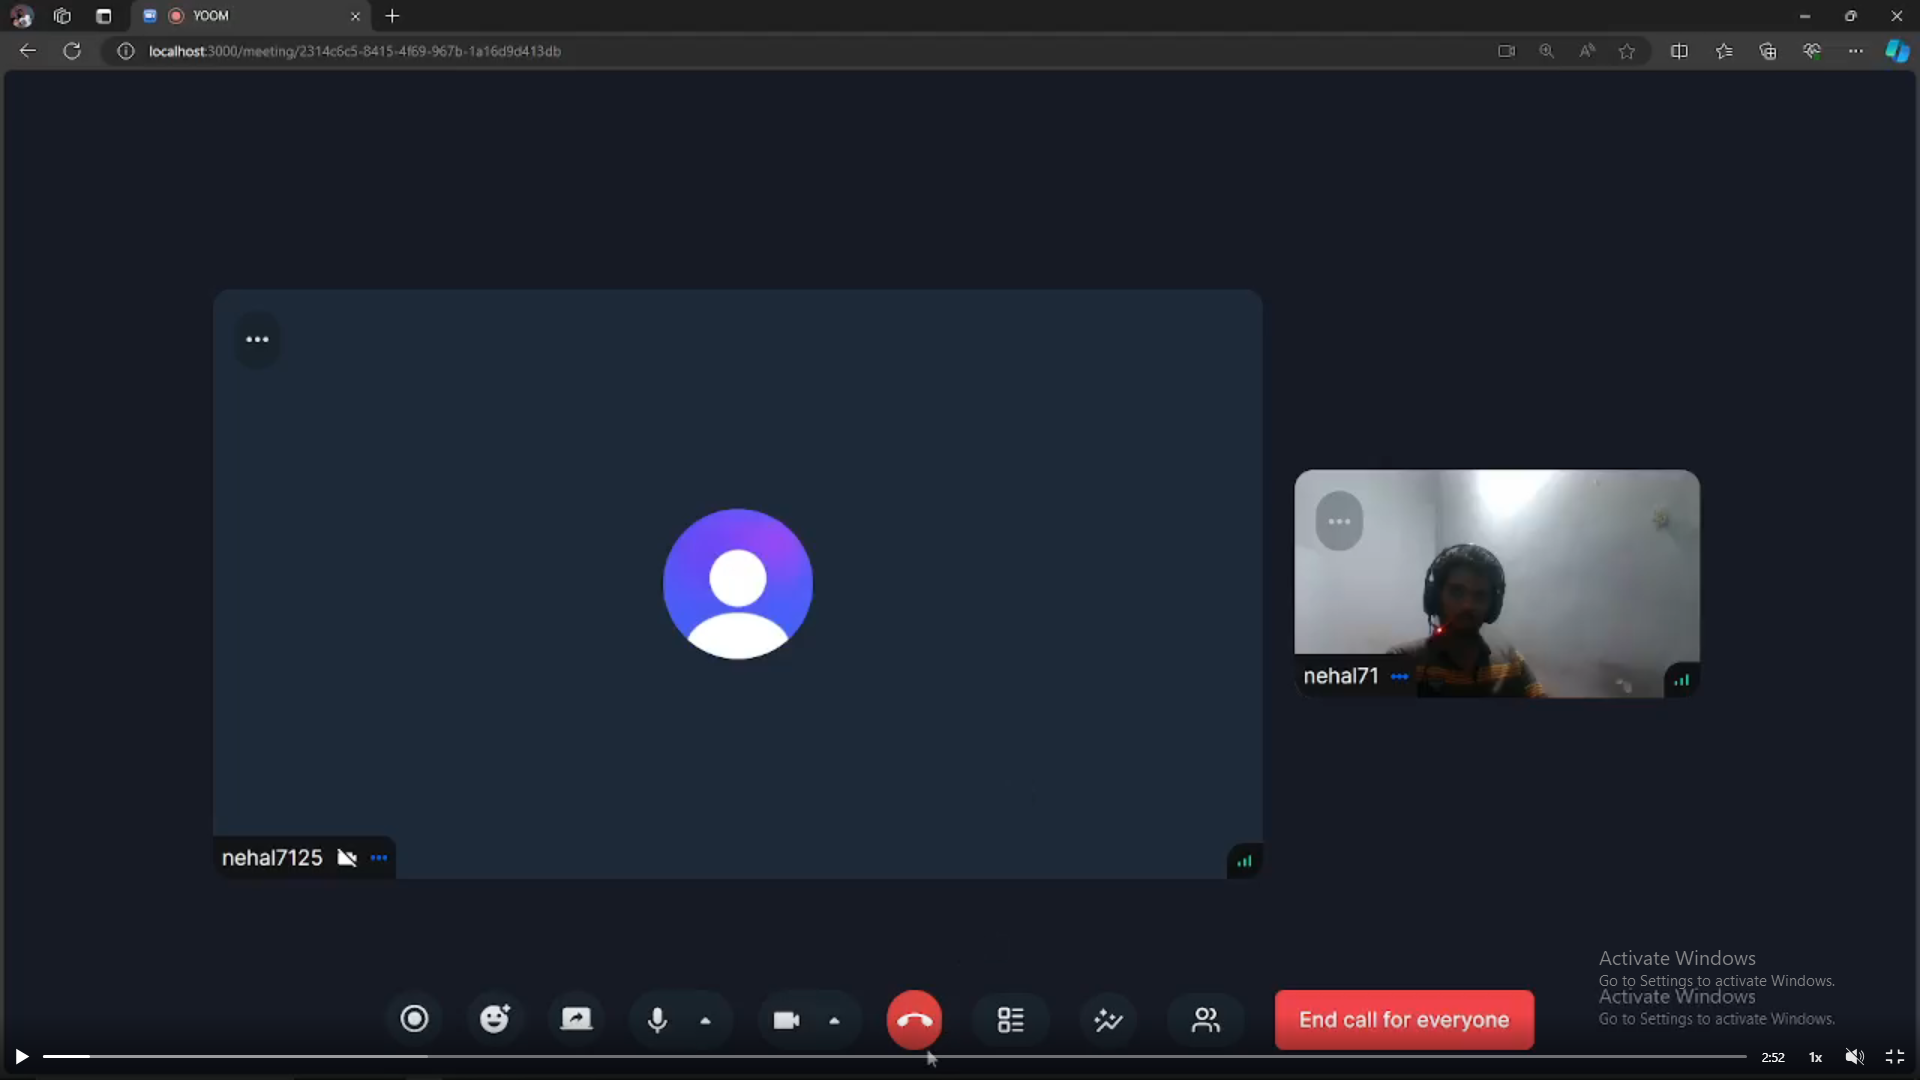 YOOM
localhost:3000/meeting/2314c6c5-8415-4f69-967b-1a16d9d413db
nehal71
nehal7125
Activate Windows
Go to Settings to activate Windows.
Activate Windows
Go to Settings to activate Windows.
End call for everyone
2:52
1x